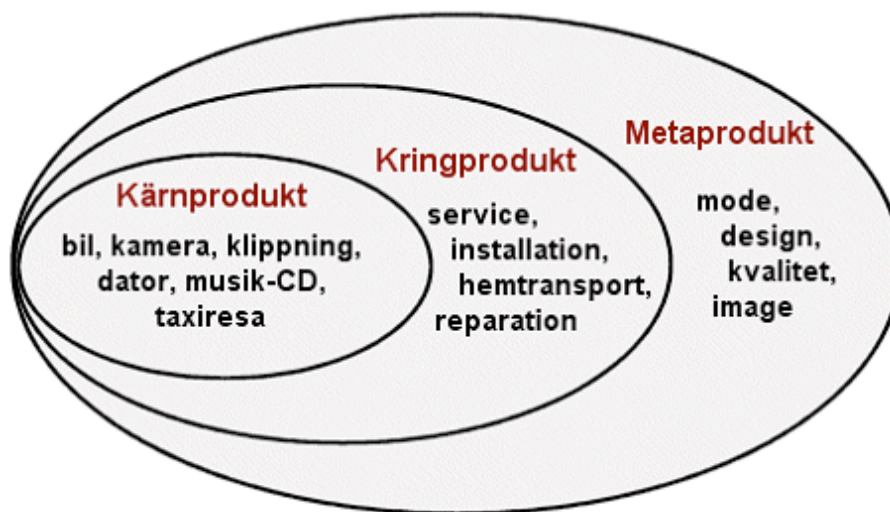 Kärnprodukt
bil, kamera, klippning,
dator, musik-CD,
taxiresa
Kringprodukt
service,
installation,
hemtransport,
reparation
Metaprodukt
mode,
design,
kvalitet,
image